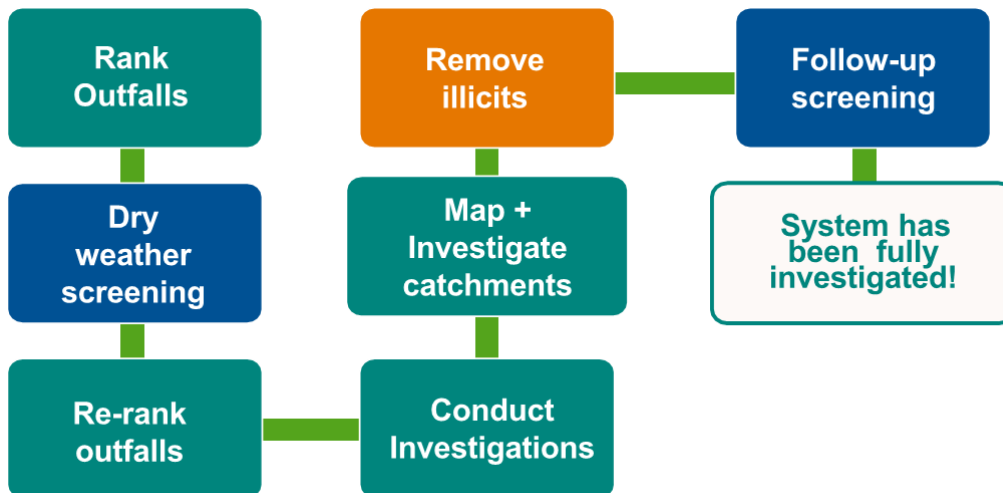 Rank
Outfalls
Dry
weather
screening
Re-rank
outfalls
Conduct
Investigations
Map +
Investigate
catchments
Remove
illicits
Follow-up
screening
System has
been fully
investigated!